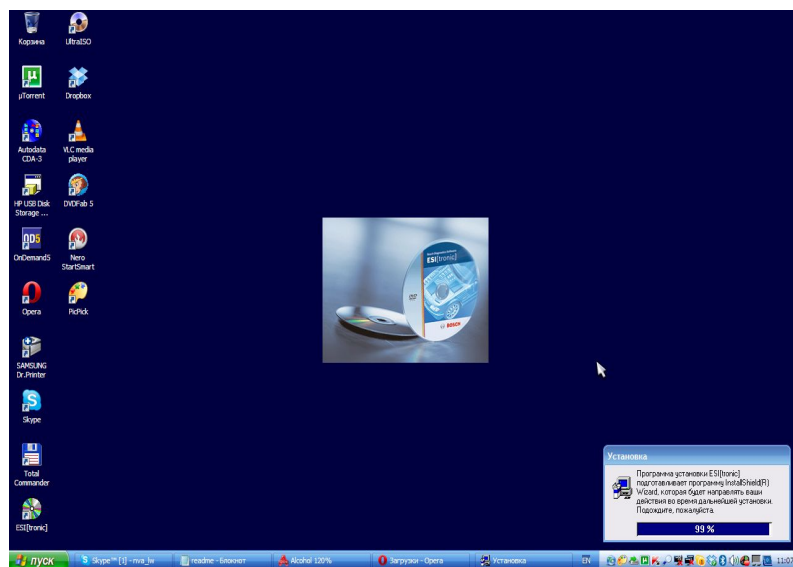 Корзина
UltraISO
µTorrent
Dropbox
Autodata
CDA-3
VLC media
player
HP USB Disk
Storage ...
DVDFab 5
OnDemand5
Nero
StartSmart
Opera
PicPick
SAMSUNG
Dr.Printer
Skype
Total
Commander
ESI[tronic]
ESI[tronic]
DVD
BOSCH
Установка
Программа установки ESI[tronic]
подготавливает программу InstallShield(R)
Wizard, которая будет направлять ваши
действия во время дальнейшей установки.
Подождите, пожалуйста.
99 %
пуск
Skype™ [1] - nva_lw
readme - Блокнот
Alcohol 120%
Загрузки - Opera
Установка
EN
11:07